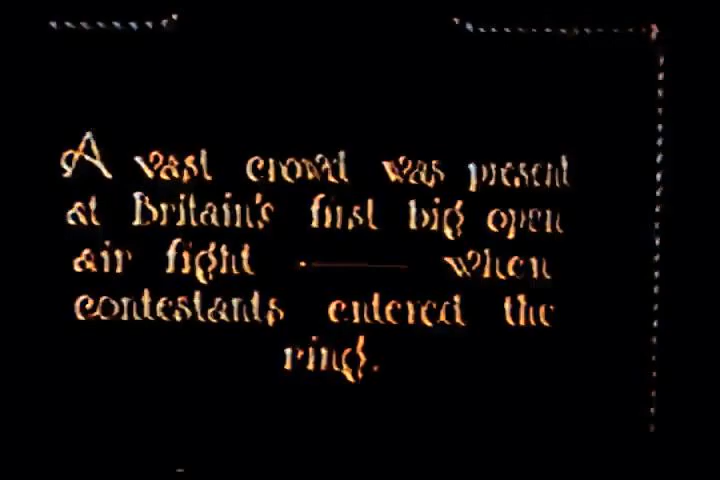 A vast crowd was present
at Britain's first big open
air fight — when
contestants entered the
ring.